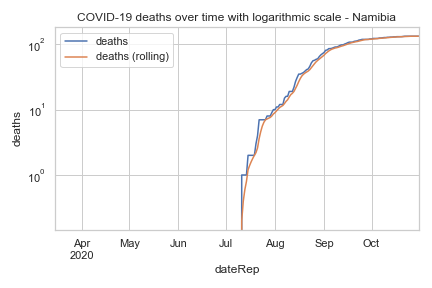 COVID-19 deaths over time with logarithmic scale - Namibia
deaths
deaths (rolling)
10²
10¹
10⁰
deaths
Apr May Jun Jul Aug Sep Oct
2020
dateRep